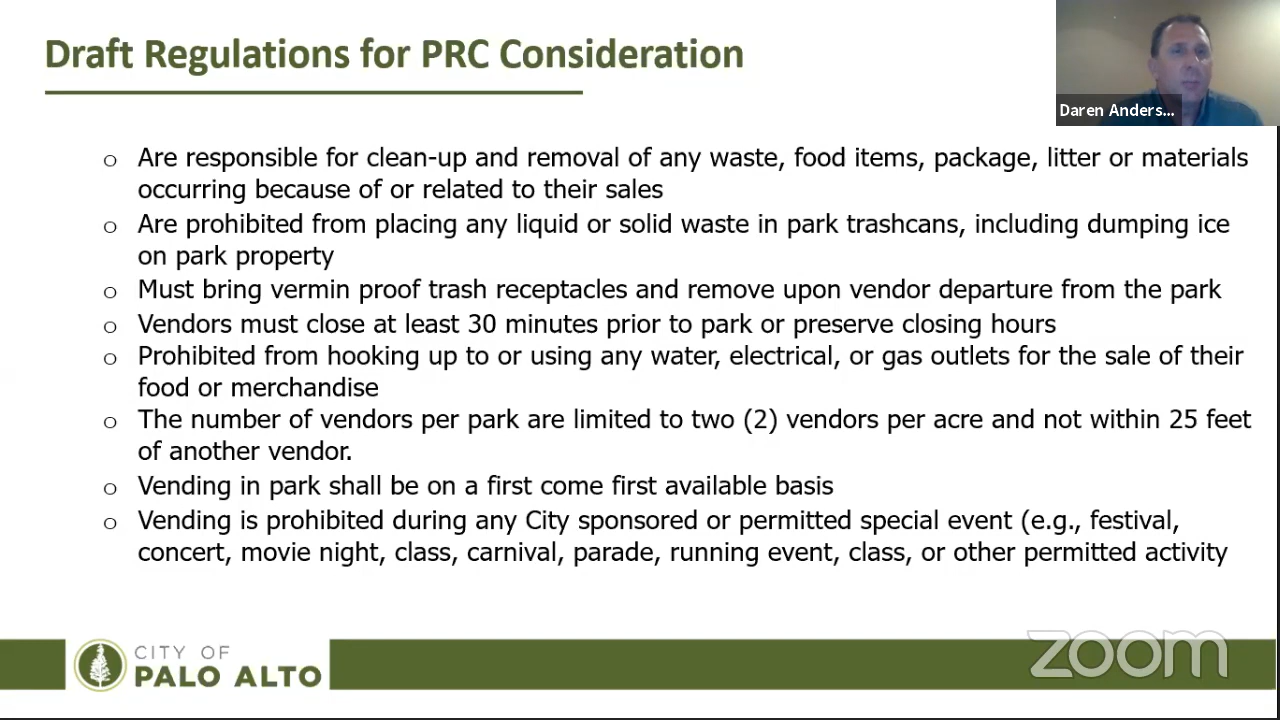 Draft Regulations for PRC Consideration
Daren Anders...
o Are responsible for clean-up and removal of any waste, food items, package, litter or materials
occurring because of or related to their sales
o Are prohibited from placing any liquid or solid waste in park trashcans, including dumping ice
on park property
o Must bring vermin proof trash receptacles and remove upon vendor departure from the park
o Vendors must close at least 30 minutes prior to park or preserve closing hours
o Prohibited from hooking up to or using any water, electrical, or gas outlets for the sale of their
food or merchandise
o The number of vendors per park are limited to two (2) vendors per acre and not within 25 feet
of another vendor.
o Vending in park shall be on a first come first available basis
o Vending is prohibited during any City sponsored or permitted special event (e.g., festival,
concert, movie night, class, carnival, parade, running event, class, or other permitted activity
CITY OF
PALO ALTO
zoom